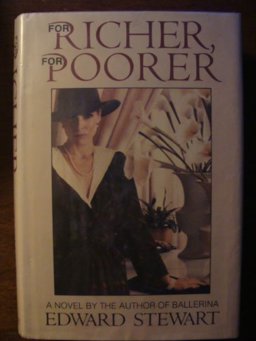 FOR RICHER,
FOR POORER
A NOVEL BY THE AUTHOR OF BALLERINA
EDWARD STEWART